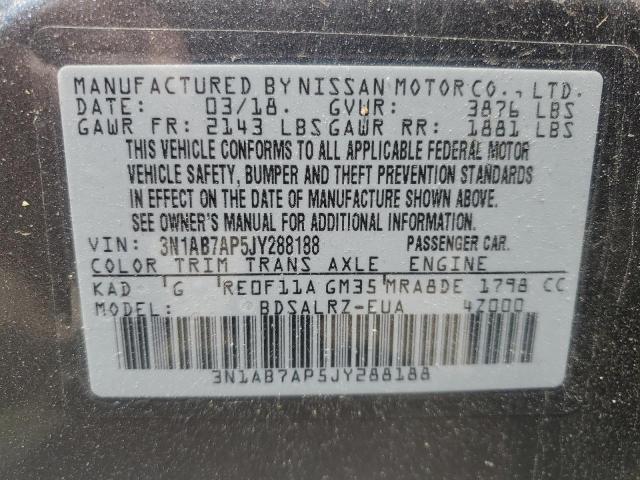 MANUFACTURED BY NISSAN MOTOR CO., LTD.
DATE: 03/18. GVWR: 3876 LBS
GAWR FR: 2143 LBS GAWR RR: 1881 LBS
THIS VEHICLE CONFORMS TO ALL APPLICABLE FEDERAL MOTOR
VEHICLE SAFETY, BUMPER AND THEFT PREVENTION STANDARDS
IN EFFECT ON THE DATE OF MANUFACTURE SHOWN ABOVE.
SEE OWNER'S MANUAL FOR ADDITIONAL INFORMATION.
VIN: 3N1AB7AP5JY288188 PASSENGER CAR.
COLOR TRIM TRANS AXLE ENGINE
KAD G RE0F11A GM35 MRA8DE 1798 CC
MODEL: BDSALRZ-EUA 4Z000
3N1AB7AP5JY288188